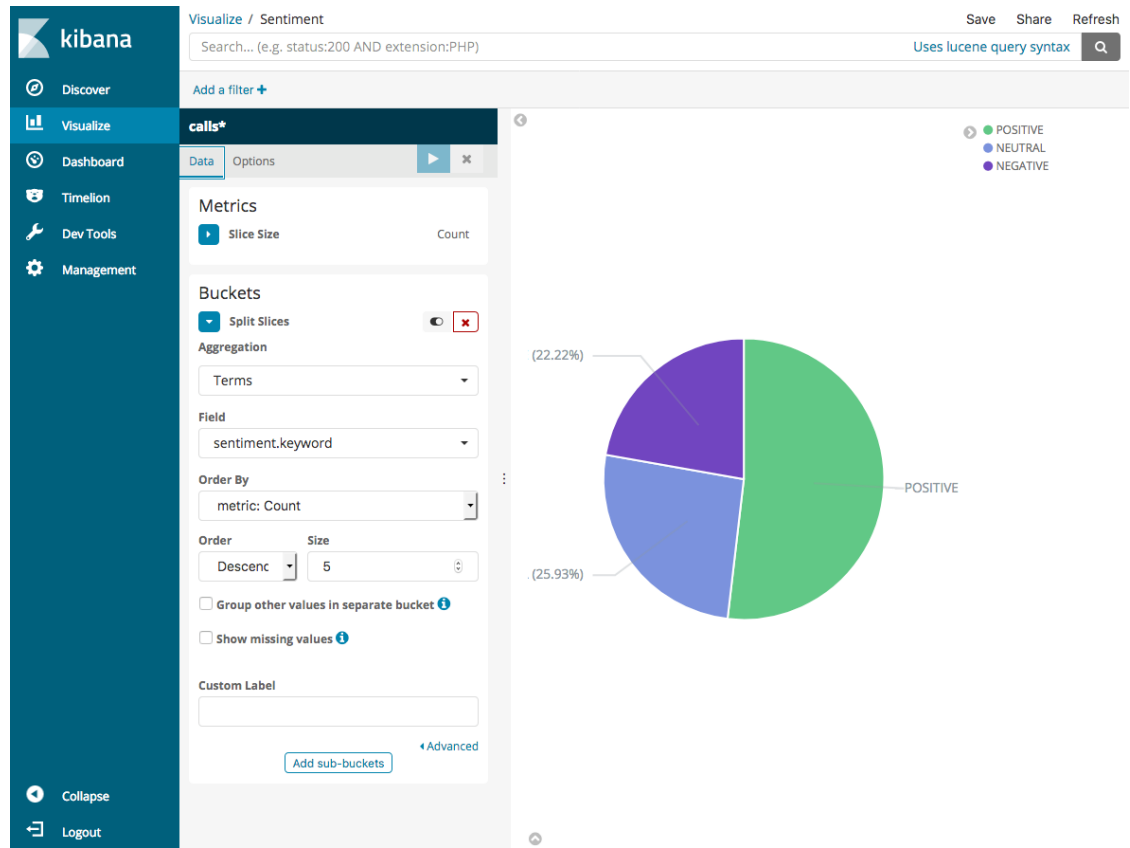 kibana
Discover
Visualize
Dashboard
Timelion
Dev Tools
Management
Collapse
Logout
Visualize / Sentiment
Save Share Refresh
Search... (e.g. status:200 AND extension:PHP)
Uses lucene query syntax
Add a filter +
calls*
Data Options
Metrics
Slice Size Count
Buckets
Split Slices
Aggregation
Terms
Field
sentiment.keyword
Order By
metric: Count
Order Size
Descenc 5
Group other values in separate bucket
Show missing values
Custom Label
Advanced
Add sub-buckets
POSITIVE
NEUTRAL
NEGATIVE
(22.22%)
POSITIVE
(25.93%)